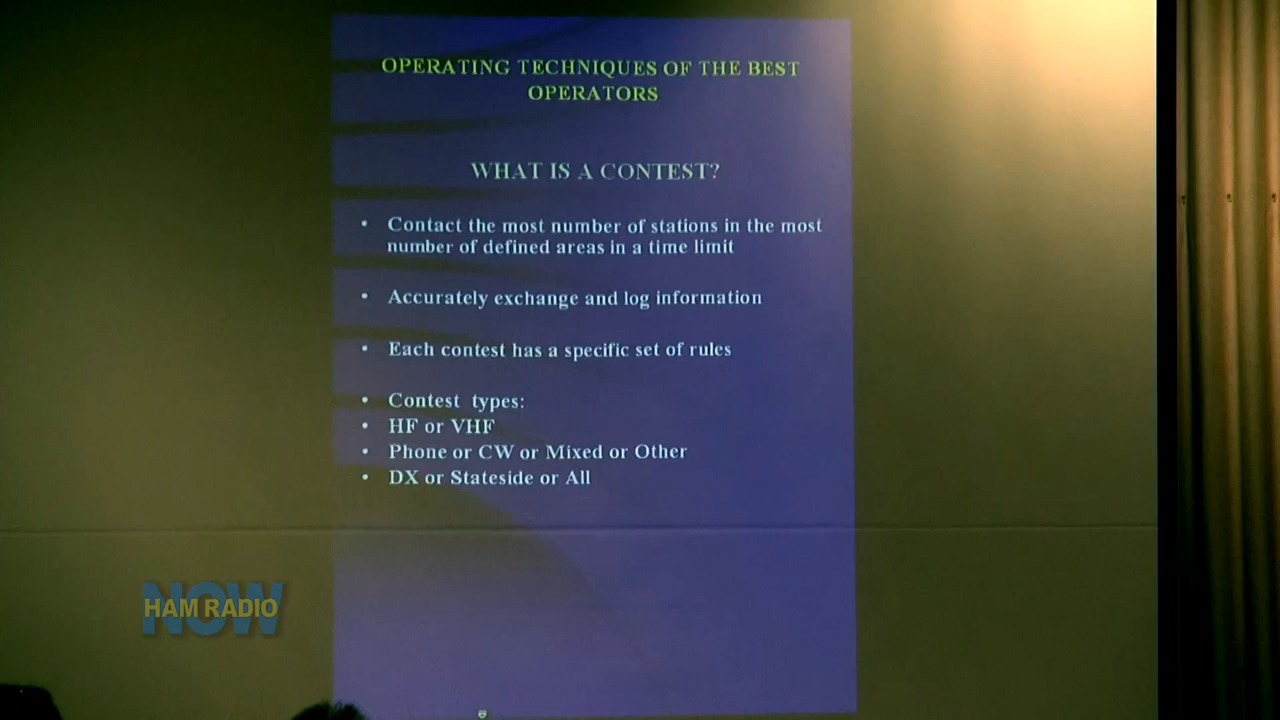 OPERATING TECHNIQUES OF THE BEST
OPERATORS
WHAT IS A CONTEST?
• Contact the most number of stations in the most
number of defined areas in a time limit
• Accurately exchange and log information
• Each contest has a specific set of rules
• Contest types:
• HF or VHF
• Phone or CW or Mixed or Other
• DX or Stateside or All
NOW
HAM RADIO